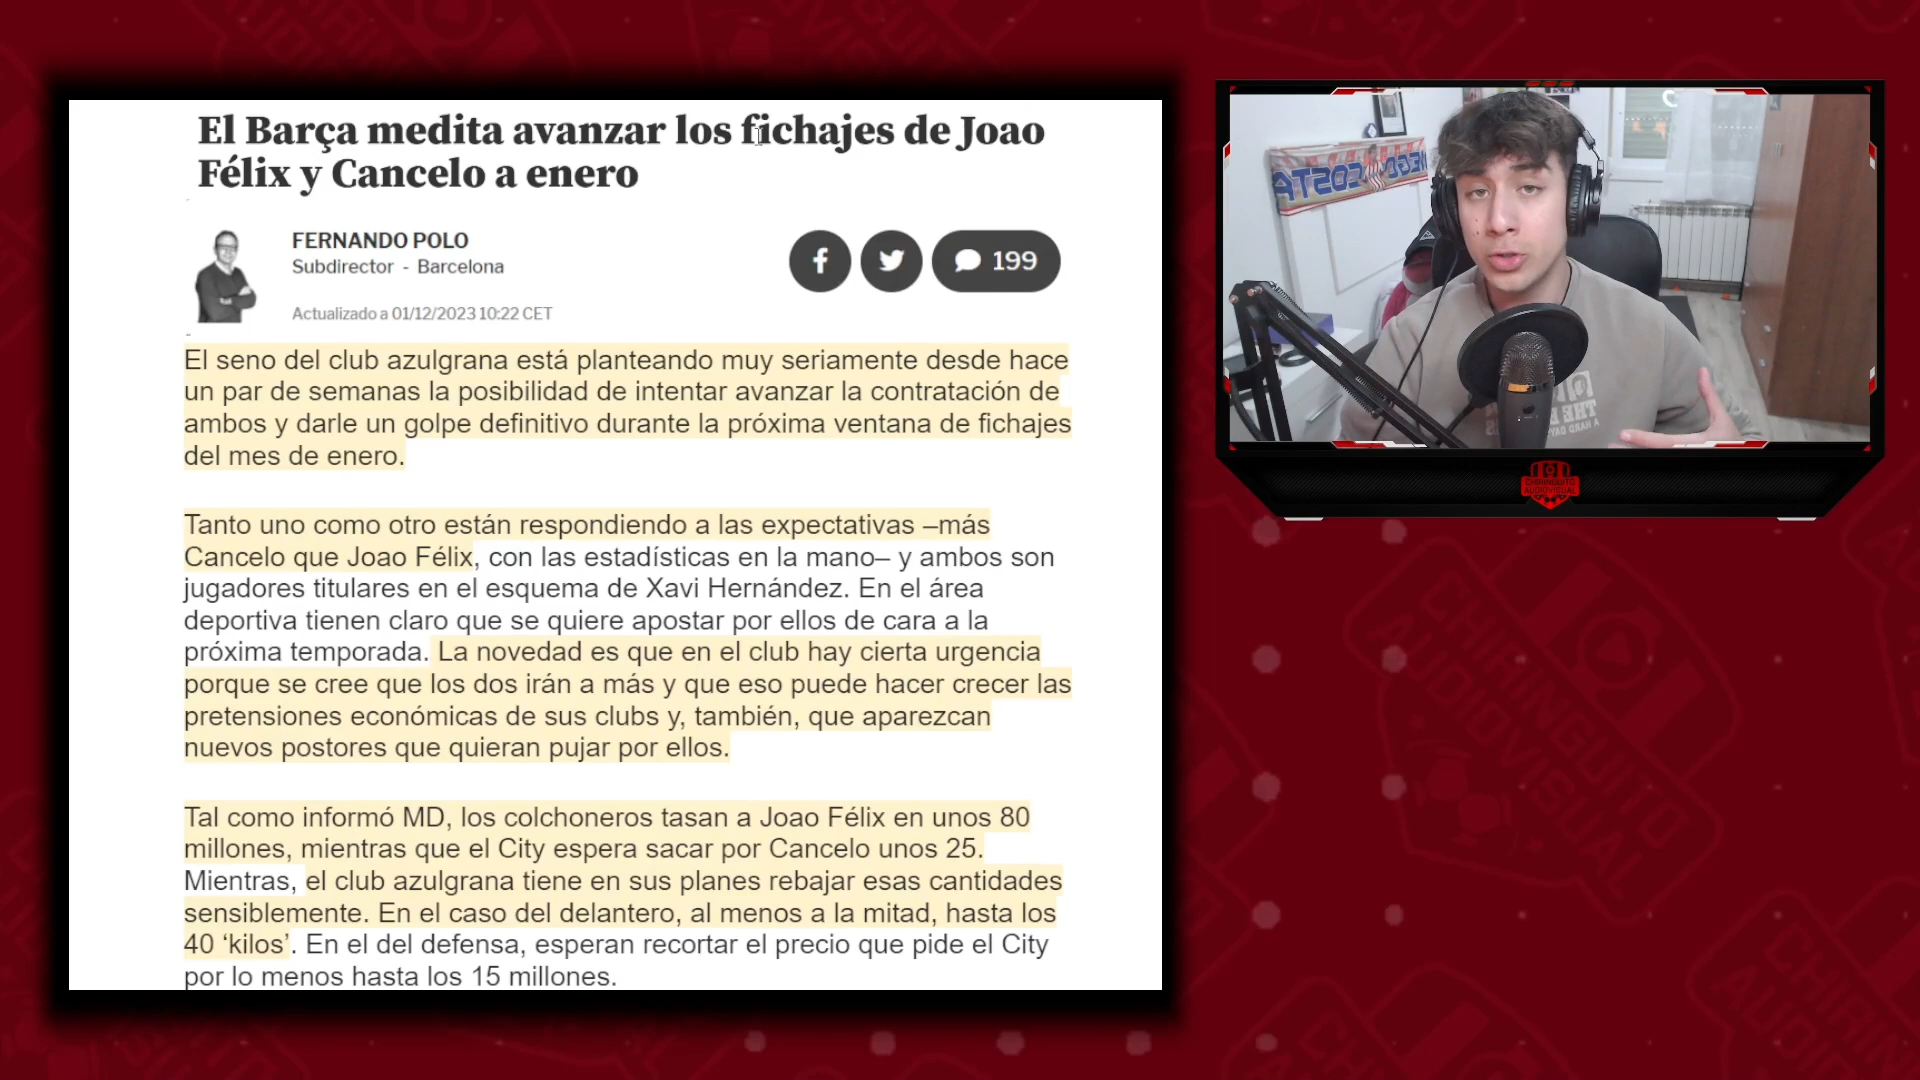 El Barça medita avanzar los fichajes de Joao
Félix y Cancelo a enero
FERNANDO POLO
Subdirector - Barcelona
199
Actualizado a 01/12/2023 10:22 CET
El seno del club azulgrana está planteando muy seriamente desde hace
un par de semanas la posibilidad de intentar avanzar la contratación de
ambos y darle un golpe definitivo durante la próxima ventana de fichajes
del mes de enero.
Tanto uno como otro están respondiendo a las expectativas –más
Cancelo que Joao Félix, con las estadísticas en la mano– y ambos son
jugadores titulares en el esquema de Xavi Hernández. En el área
deportiva tienen claro que se quiere apostar por ellos de cara a la
próxima temporada. La novedad es que en el club hay cierta urgencia
porque se cree que los dos irán a más y que eso puede hacer crecer las
pretensiones económicas de sus clubs y, también, que aparezcan
nuevos postores que quieran pujar por ellos.
Tal como informó MD, los colchoneros tasan a Joao Félix en unos 80
millones, mientras que el City espera sacar por Cancelo unos 25.
Mientras, el club azulgrana tiene en sus planes rebajar esas cantidades
sensiblemente. En el caso del delantero, al menos a la mitad, hasta los
40 ‘kilos’. En el del defensa, esperan recortar el precio que pide el City
por lo menos hasta los 15 millones.
DIEGO COSTA
THE
A HARD DAY
CHIRINGUITO
AUDIOVISUAL
CHIRINGUITO
AUDIOVISUAL